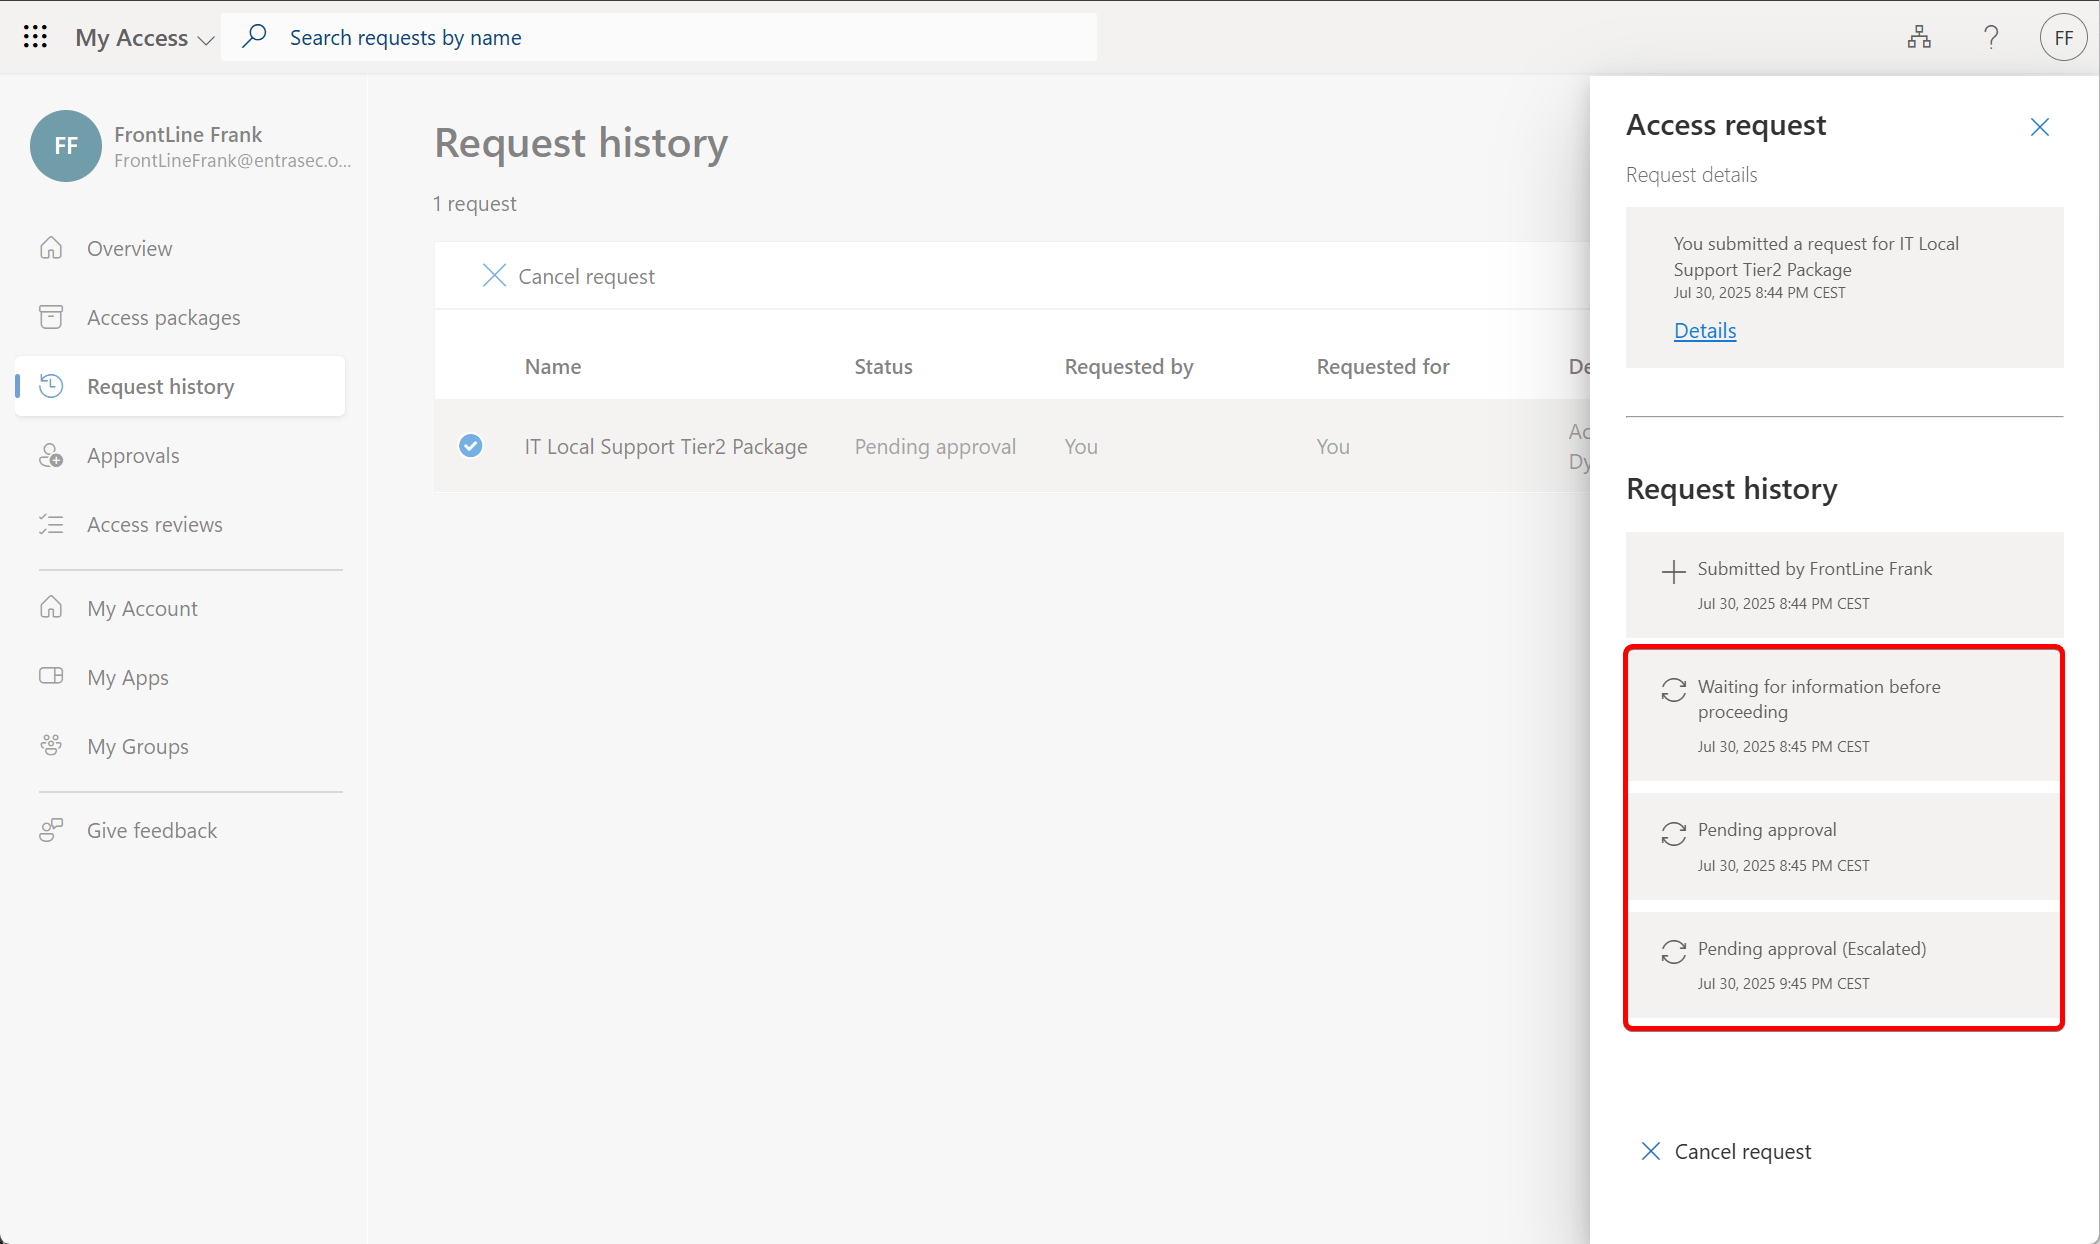 My Access
Search requests by name
FF
FF
FrontLine Frank
FrontLineFrank@entrasec.o...
Overview
Access packages
Request history
Approvals
Access reviews
My Account
My Apps
My Groups
Give feedback
Request history
1 request
Cancel request
Name Status Requested by Requested for De
IT Local Support Tier2 Package Pending approval You You Ac
Dy
Access request
Request details
You submitted a request for IT Local
Support Tier2 Package
Jul 30, 2025 8:44 PM CEST
Details
Request history
Submitted by FrontLine Frank
Jul 30, 2025 8:44 PM CEST
Waiting for information before
proceeding
Jul 30, 2025 8:45 PM CEST
Pending approval
Jul 30, 2025 8:45 PM CEST
Pending approval (Escalated)
Jul 30, 2025 9:45 PM CEST
Cancel request